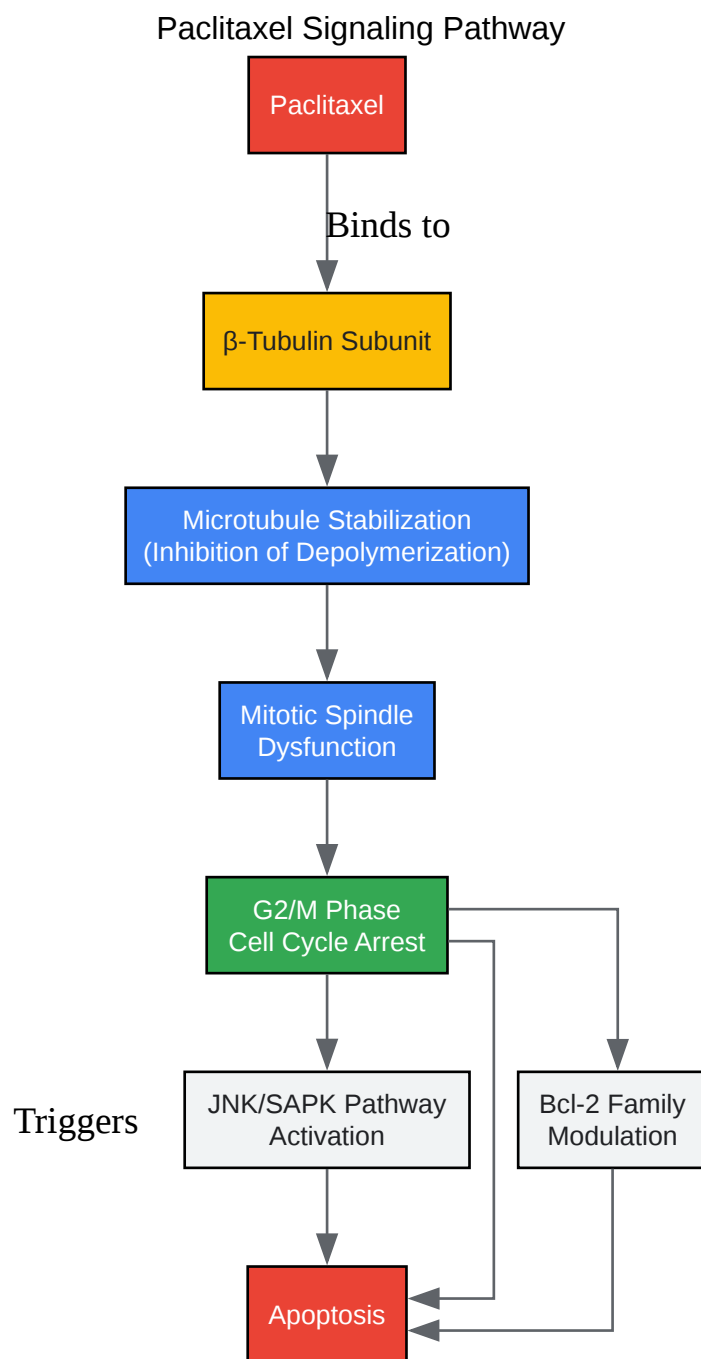 Paclitaxel Signaling Pathway
Paclitaxel
Binds to
β-Tubulin Subunit
Microtubule Stabilization
(Inhibition of Depolymerization)
Mitotic Spindle
Dysfunction
G2/M Phase
Cell Cycle Arrest
Triggers
JNK/SAPK Pathway
Activation
Bcl-2 Family
Modulation
Apoptosis